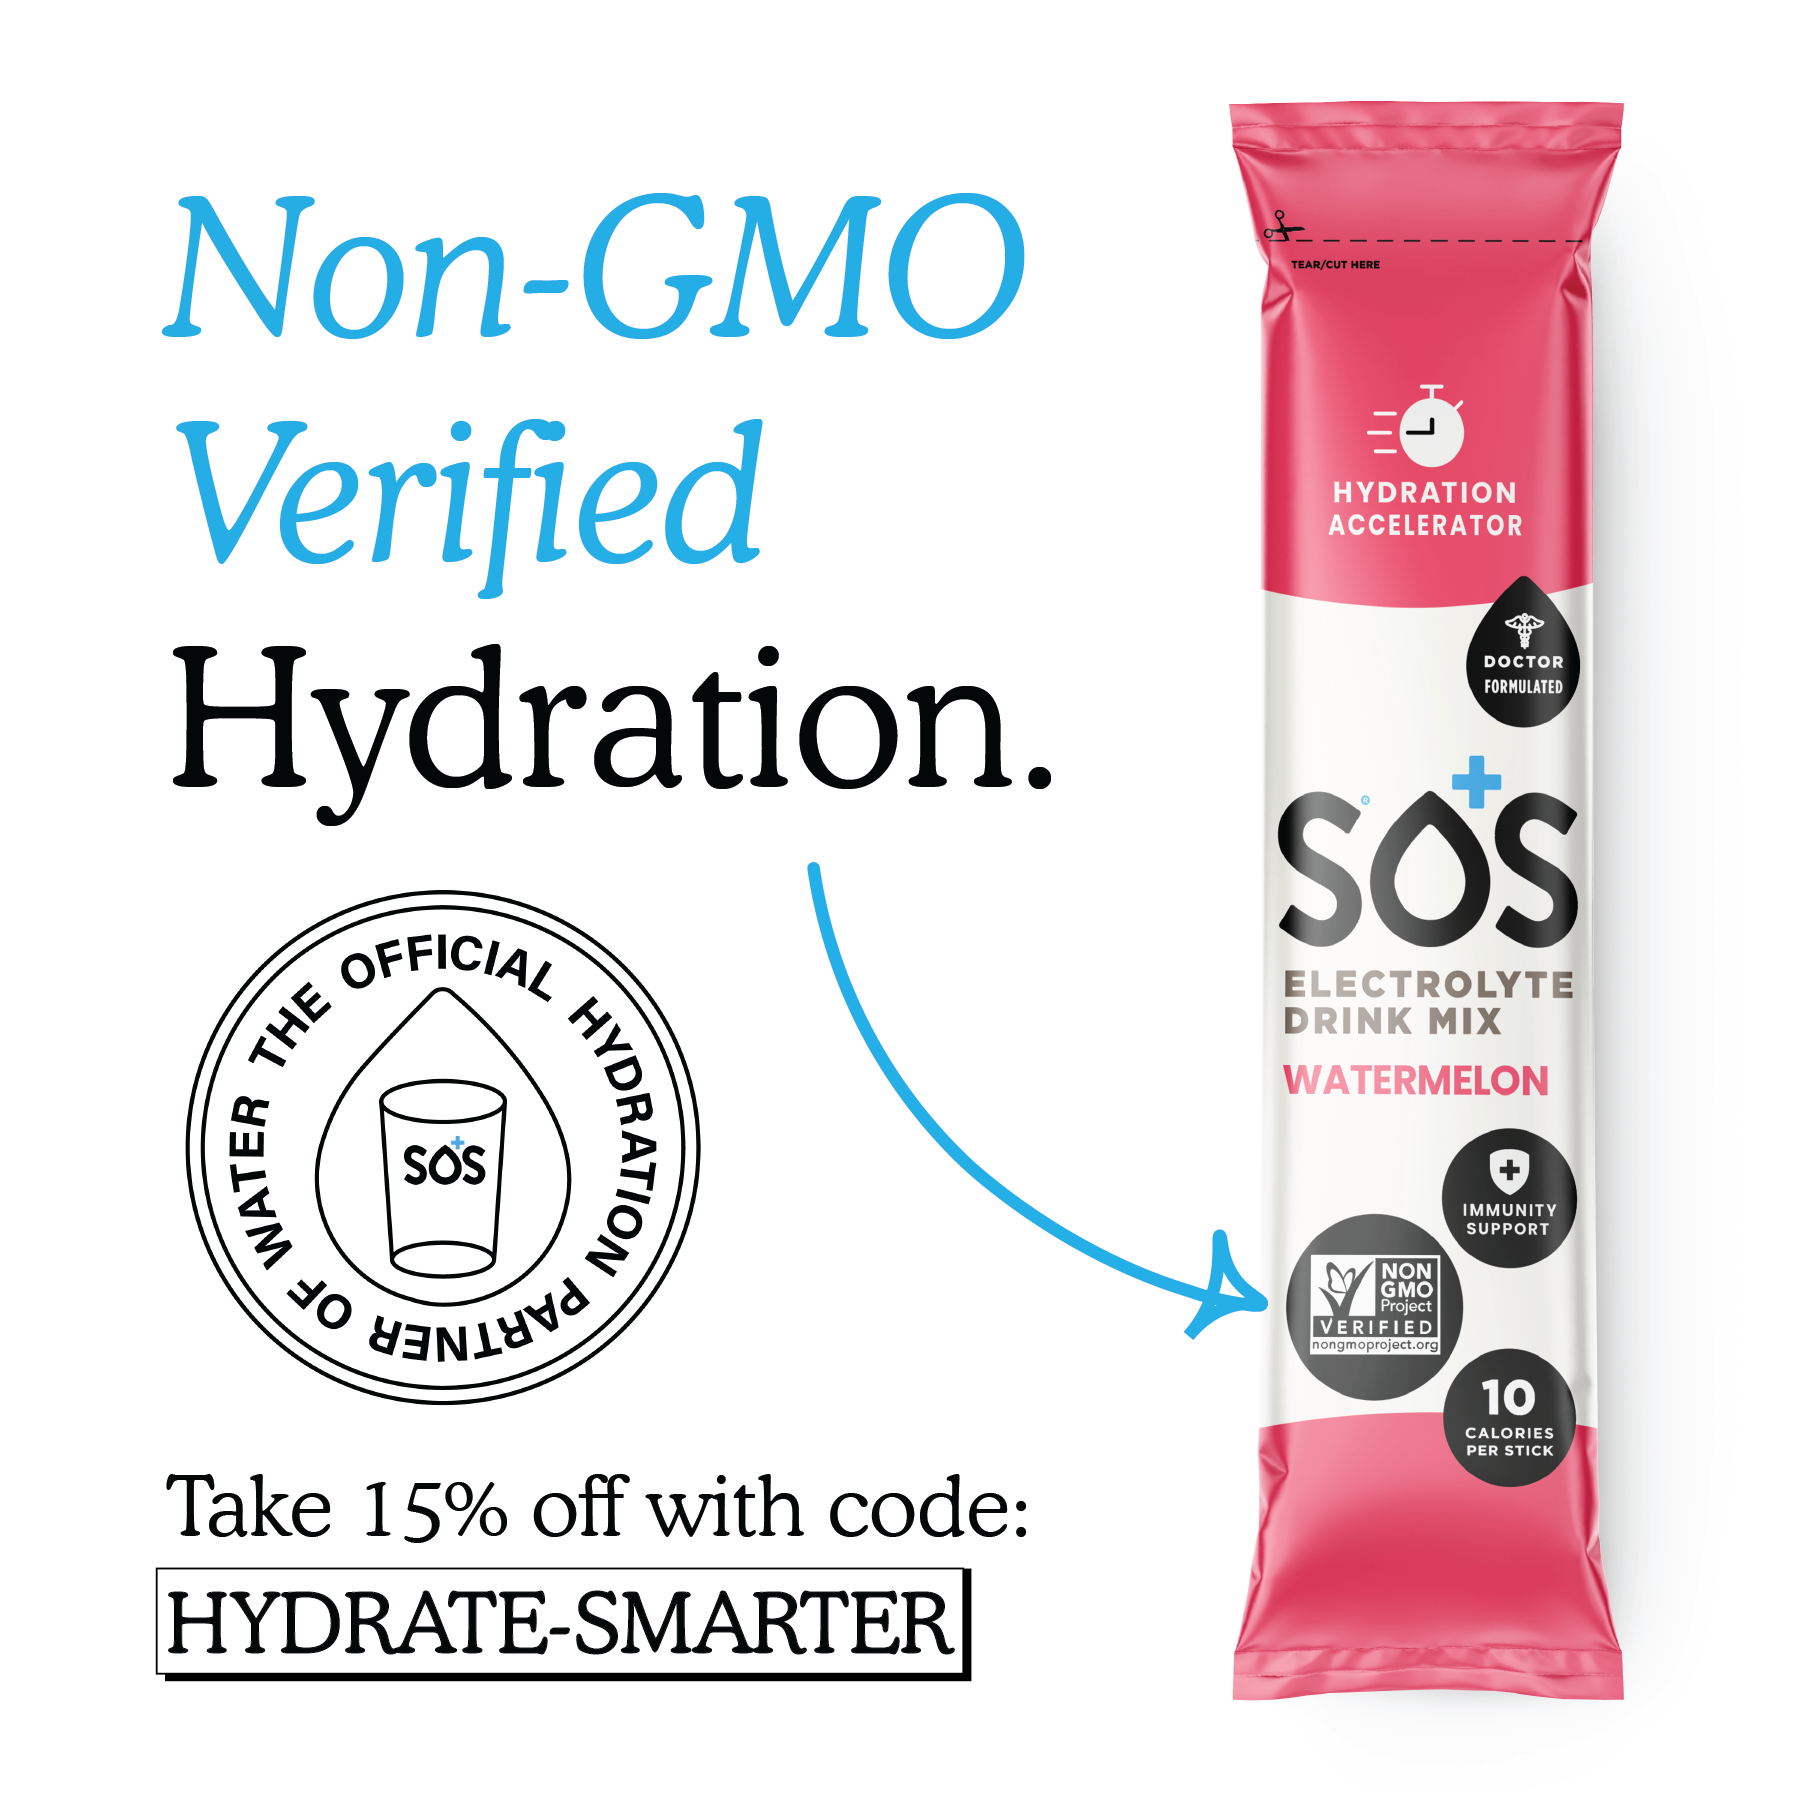 Non-GMO
Verified
Hydration.
THE OFFICIAL HYDRATION PARTNER OF WATER
SOS
Take 15% off with code:
HYDRATE-SMARTER
TEAR/CUT HERE
HYDRATION
ACCELERATOR
DOCTOR
FORMULATED
SOS®
ELECTROLYTE
DRINK MIX
WATERMELON
IMMUNITY
SUPPORT
NON
GMO
Project
VERIFIED
nongmoproject.org
10
CALORIES
PER STICK